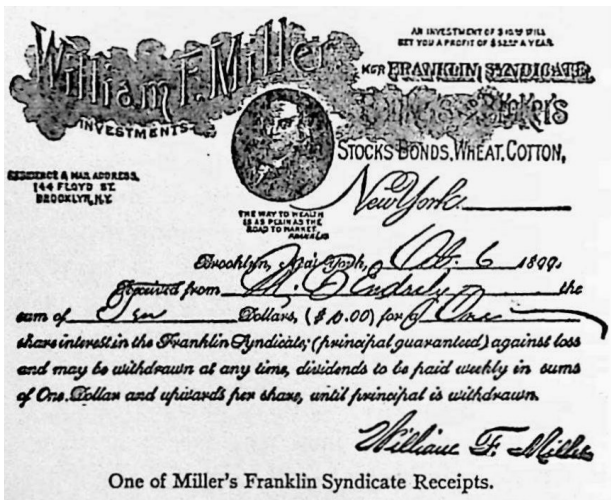 William F. Miller
INVESTMENTS
AN INVESTMENT OF $10.00 WILL
NET YOU A PROFIT OF $52.00 A YEAR.
MGR FRANKLIN SYNDICATE,
BANKERS AND BROKERS
STOCKS BONDS, WHEAT, COTTON,
New York.
RESIDENCE & MAIL ADDRESS,
144 FLOYD ST.
BROOKLYN, N.Y.
THE WAY TO WEALTH
IS AS PLAIN AS THE
ROAD TO MARKET.
FRANKLIN
Brooklyn, New York, Oct. 6 1899.
Received from the
sum of Ten Dollars, ($10.00) for One
share interest in the Franklin Syndicate, (principal guaranteed) against loss
and may be withdrawn at any time, dividends to be paid weekly in sums
of One Dollar and upwards per share, until principal is withdrawn.
William F. Miller
One of Miller's Franklin Syndicate Receipts.